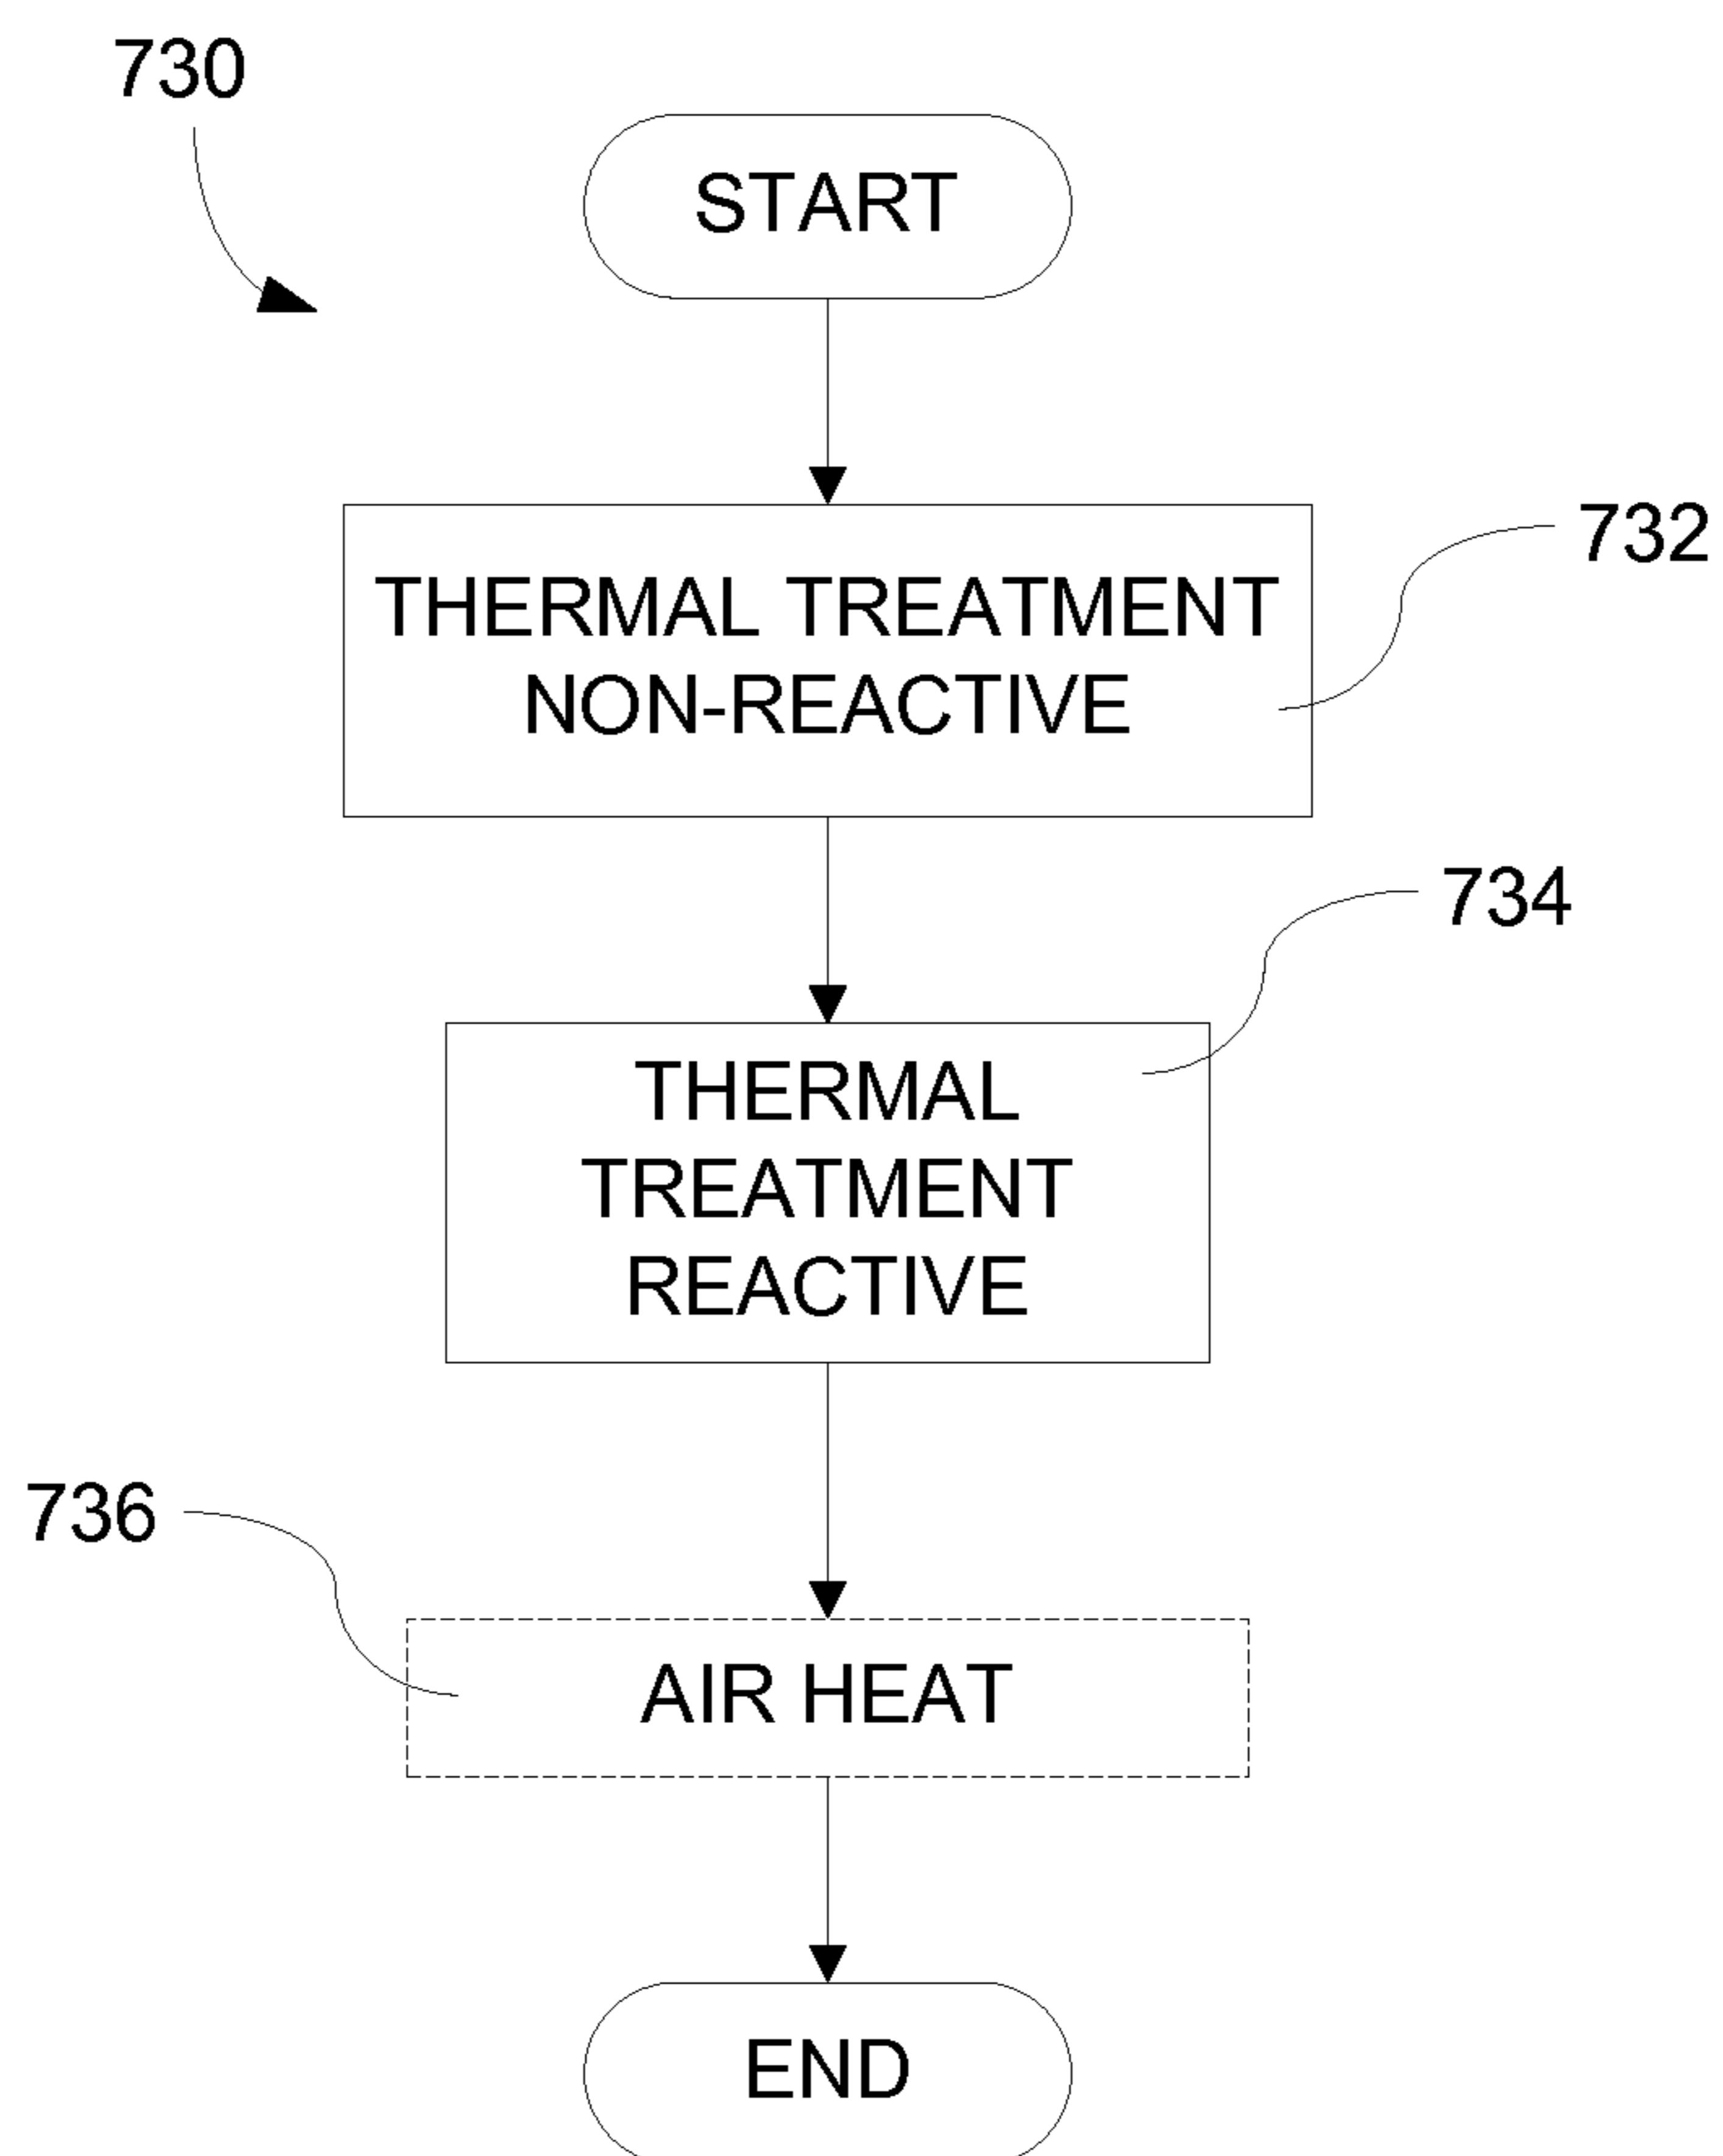 730
START
THERMAL TREATMENT
NON-REACTIVE
732
734
THERMAL
TREATMENT
REACTIVE
736
AIR HEAT
END